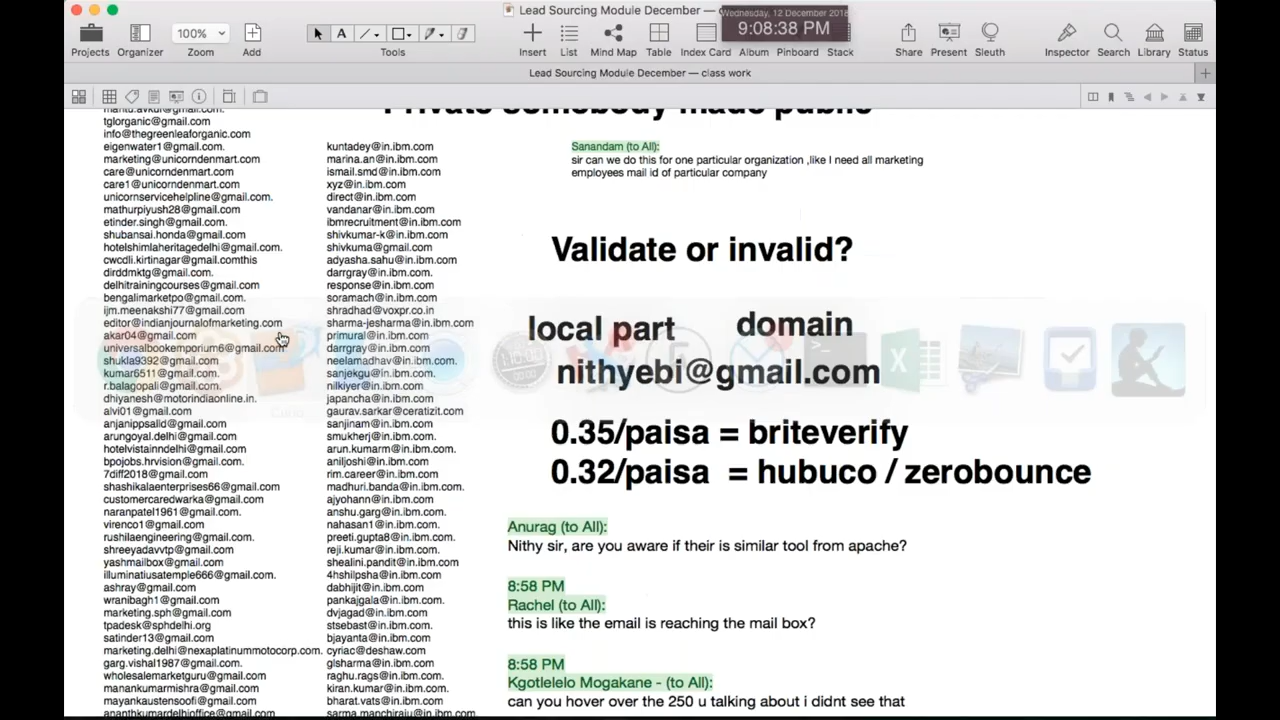 Lead Sourcing Module December —
Wednesday, 12 December 2018
9:08:38 PM
100%
Projects
Organizer
Zoom
Add
Tools
Insert
List
Mind Map
Table
Index Card
Album
Pinboard
Stack
Share
Present
Sleuth
Inspector
Search
Library
Status
Lead Sourcing Module December — class work
Private somebody made public
tglorganic@gmail.com
info@thegreenleaforganic.com
eigenwater1@gmail.com.
marketing@unicorndenmart.com
care@unicorndenmart.com
care1@unicorndenmart.com
unicornservicehelpline@gmail.com.
mathurpiyush28@gmail.com
etinder.singh@gmail.com.
shubansai.honda@gmail.com
hotelshimlaheritagedelhi@gmail.com.
cwcdli.kirtinagar@gmail.comthis
dirddmktg@gmail.com.
delhitrainingcourses@gmail.com
bengalimarketpo@gmail.com.
ijm.meenakshi77@gmail.com
editor@indianjournalofmarketing.com
akar04@gmail.com
universalbookemporium6@gmail.com
shukla9392@gmail.com
kumar6511@gmail.com.
r.balagopali@gmail.com.
dhiyanesh@motorindiaonline.in.
alvi01@gmail.com
anjanippsalld@gmail.com
arungoyal.delhi@gmail.com
hotelvistainndelhi@gmail.com
bpojobs.hrvision@gmail.com.
7diff2018@gmail.com
shashikalaenterprises66@gmail.com
customercaredwarka@gmail.com
naranpatel1961@gmail.com.
virenco1@gmail.com
rushilaengineering@gmail.com.
shreeyadavvtp@gmail.com
yashmailbox@gmail.com
illuminatiusatemple666@gmail.com.
ashray@gmail.com
wranibagh1@gmail.com
marketing.sph@gmail.com
tpadesk@sphdelhi.org
satinder13@gmail.com
marketing.delhi@nexaplatinummotocorp.com.
garg.vishal1987@gmail.com.
wholesalemarketguru@gmail.com
manankumarmishra@gmail.com
mayankaustensoofi@gmail.com
ananthkumardelhioffice@gmail.com
kuntadey@in.ibm.com
marina.an@in.ibm.com
ismail.smd@in.ibm.com
xyz@in.ibm.com
direct@in.ibm.com
vandanar@in.ibm.com
ibmrecruitment@in.ibm.com
shivkumar-k@in.ibm.com
shivkuma@gmail.com
adyasha.sahu@in.ibm.com
darrgray@in.ibm.com.
response@in.ibm.com
soramach@in.ibm.com
shradhad@voxpr.co.in
sharma-jesharma@in.ibm.com
primural@in.ibm.com
darrgray@in.ibm.com
neelamadhav@in.ibm.com.
sanjekgu@in.ibm.com.
nilkiyer@in.ibm.com
japancha@in.ibm.com
gaurav.sarkar@ceratizit.com
sanjinam@in.ibm.com
smukherj@in.ibm.com.
arun.kumarm@in.ibm.com.
aniljoshi@in.ibm.com
rim.career@in.ibm.com
madhuri.banda@in.ibm.com.
ajyohann@in.ibm.com
anshu.garg@in.ibm.com
nahasan1@in.ibm.com.
preeti.gupta8@in.ibm.com
reji.kumar@in.ibm.com
shealini.pandit@in.ibm.com
4hshilpsha@in.ibm.com
dabhijit@in.ibm.com
pankajgala@in.ibm.com.
dvjagad@in.ibm.com
stsebast@in.ibm.com.
bjayanta@in.ibm.com
cyriac@deshaw.com
glsharma@in.ibm.com
raghu.rags@in.ibm.com
kiran.kumar@in.ibm.com
bharat.vats@in.ibm.com
sarma.manchiraju@in.ibm.com
Sanandam (to All):
sir can we do this for one particular organization ,like I need all marketing
employees mail id of particular company
Validate or invalid?
local part domain
nithyebi@gmail.com
0.35/paisa = briteverify
0.32/paisa = hubuco / zerobounce
Anurag (to All):
Nithy sir, are you aware if their is similar tool from apache?
8:58 PM
Rachel (to All):
this is like the email is reaching the mail box?
8:58 PM
Kgotlelelo Mogakane - (to All):
can you hover over the 250 u talking about i didnt see that